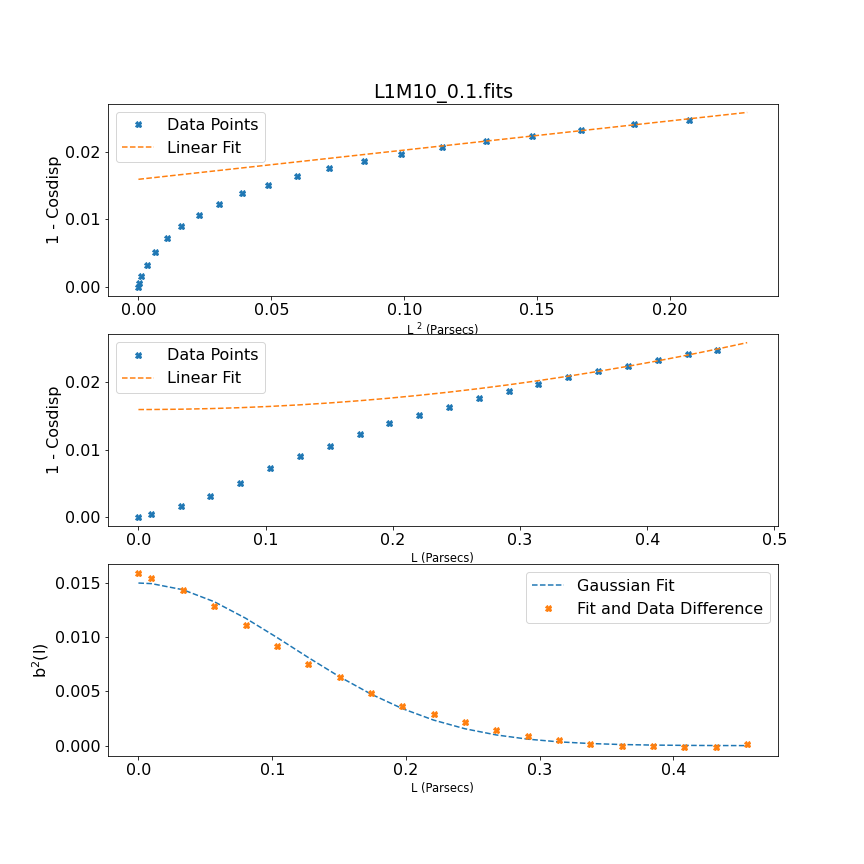 L1M10_0.1.fits
Data Points
Linear Fit
1 - Cosdisp
0.02
0.01
0.00
0.00 0.05 0.10 0.15 0.20
L ² (Parsecs)
Data Points
Linear Fit
1 - Cosdisp
0.02
0.01
0.00
0.0 0.1 0.2 0.3 0.4 0.5
L (Parsecs)
Gaussian Fit
Fit and Data Difference
b²(l)
0.015
0.010
0.005
0.000
0.0 0.1 0.2 0.3 0.4
L (Parsecs)